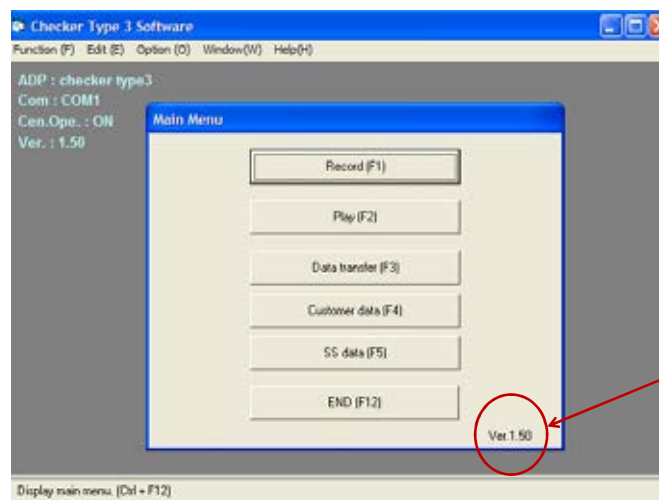 Checker Type 3 Software
Function (F) Edit (E) Option (O) Window(W) Help(H)
ADP : checker type3
Com : COM1
Cen.Ope. : ON
Ver. : 1.50
Main Menu
Record (F1)
Play (F2)
Data transfer (F3)
Customer data (F4)
SS data (F5)
END (F12)
Ver.1.50
Display main menu. (Ctrl + F12)